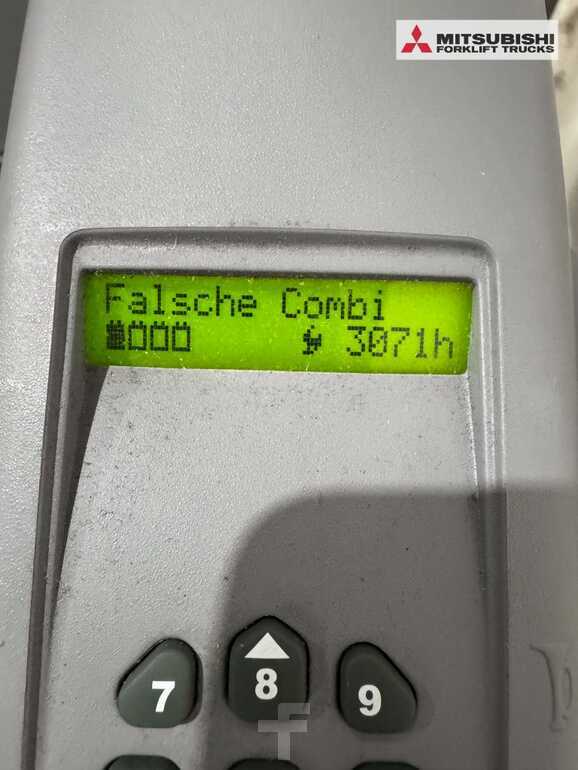 MITSUBISHI
FORKLIFT TRUCKS
Falsche Combi
3071h
7 8 9